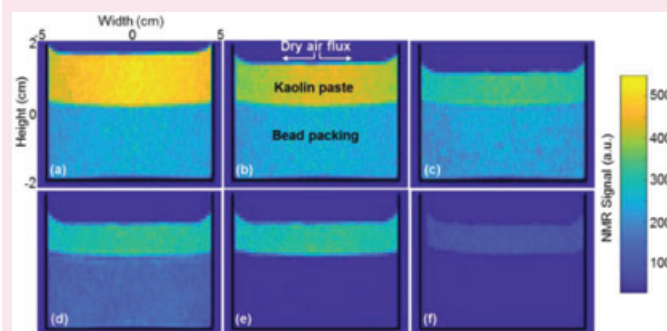 Width (cm)
-5 0 5
2
Height (cm)
0
-2
Dry air flux
Kaolin paste
Bead packing
(a)
(b)
(c)
(d)
(e)
(f)
500
400
300
200
100
NMR Signal (a.u.)